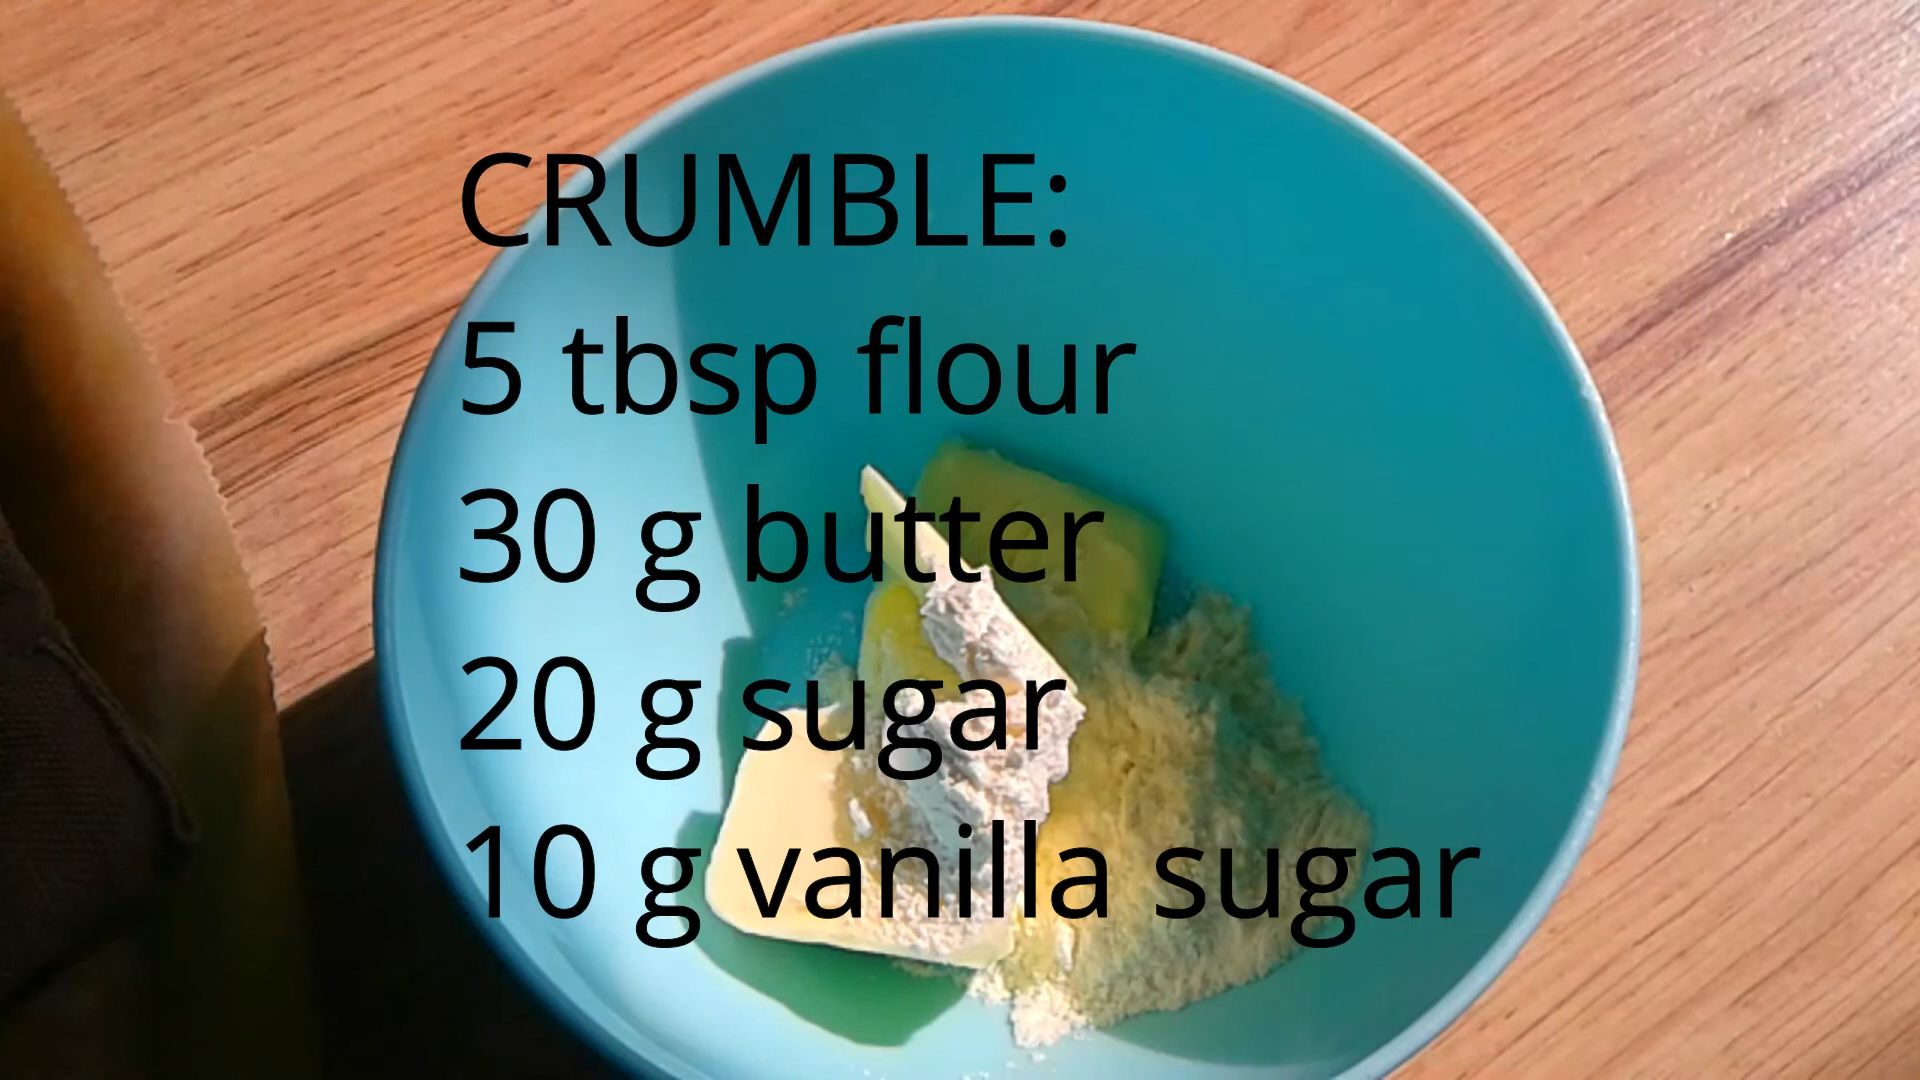 CRUMBLE:
5 tbsp flour
30 g butter
20 g sugar
10 g vanilla sugar